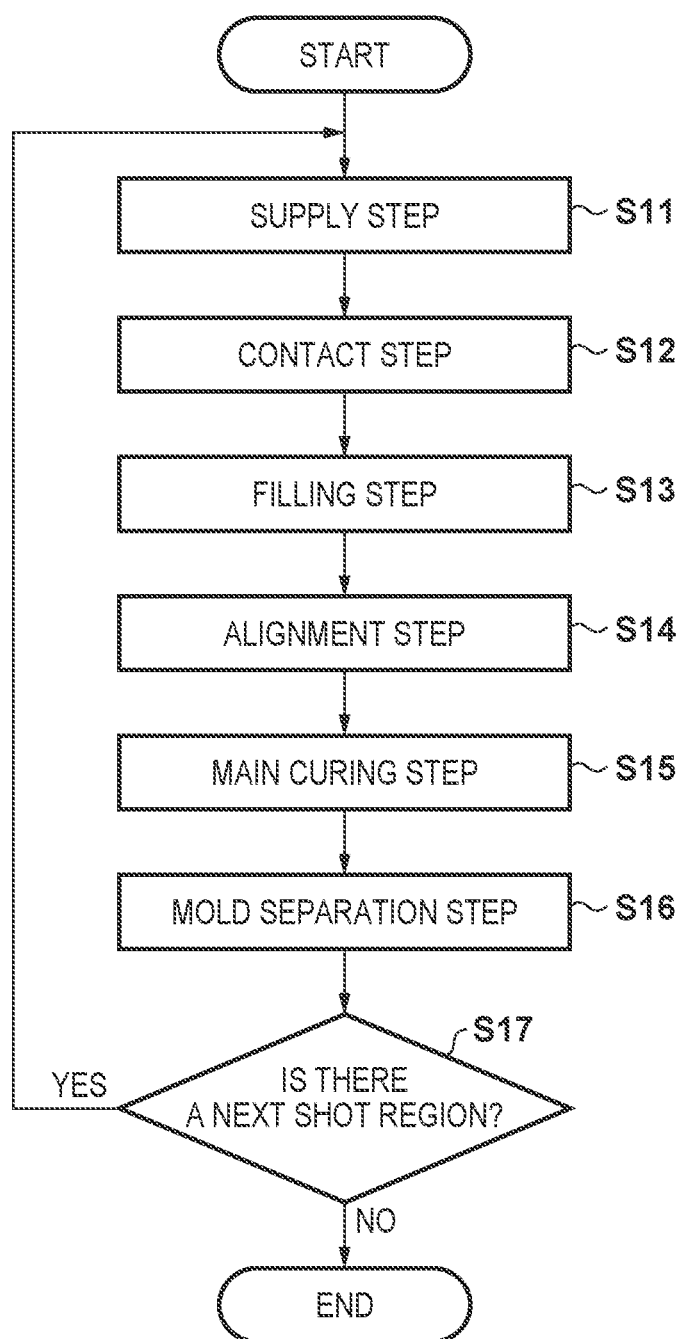 START
SUPPLY STEP S11
CONTACT STEP S12
FILLING STEP S13
ALIGNMENT STEP S14
MAIN CURING STEP S15
MOLD SEPARATION STEP S16
S17
IS THERE
A NEXT SHOT REGION?
YES
NO
END